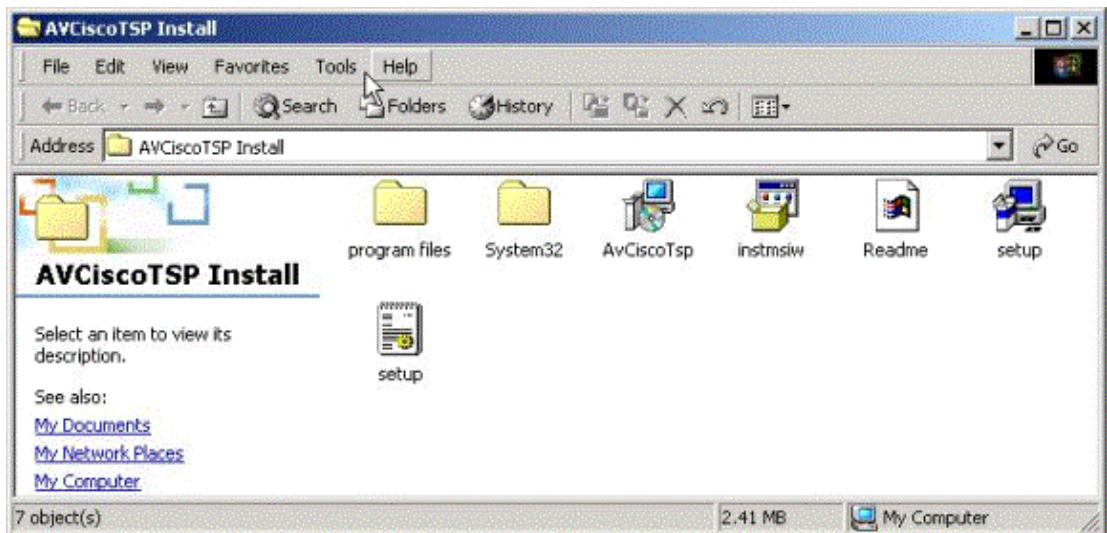 AVCiscoTSP Install
File Edit View Favorites Tools Help
Back Search Folders History
Address AVCiscoTSP Install Go
AVCiscoTSP Install
Select an item to view its
description.
See also:
My Documents
My Network Places
My Computer
program files System32 AvCiscoTsp instmsiw Readme setup
setup
7 object(s) 2.41 MB My Computer